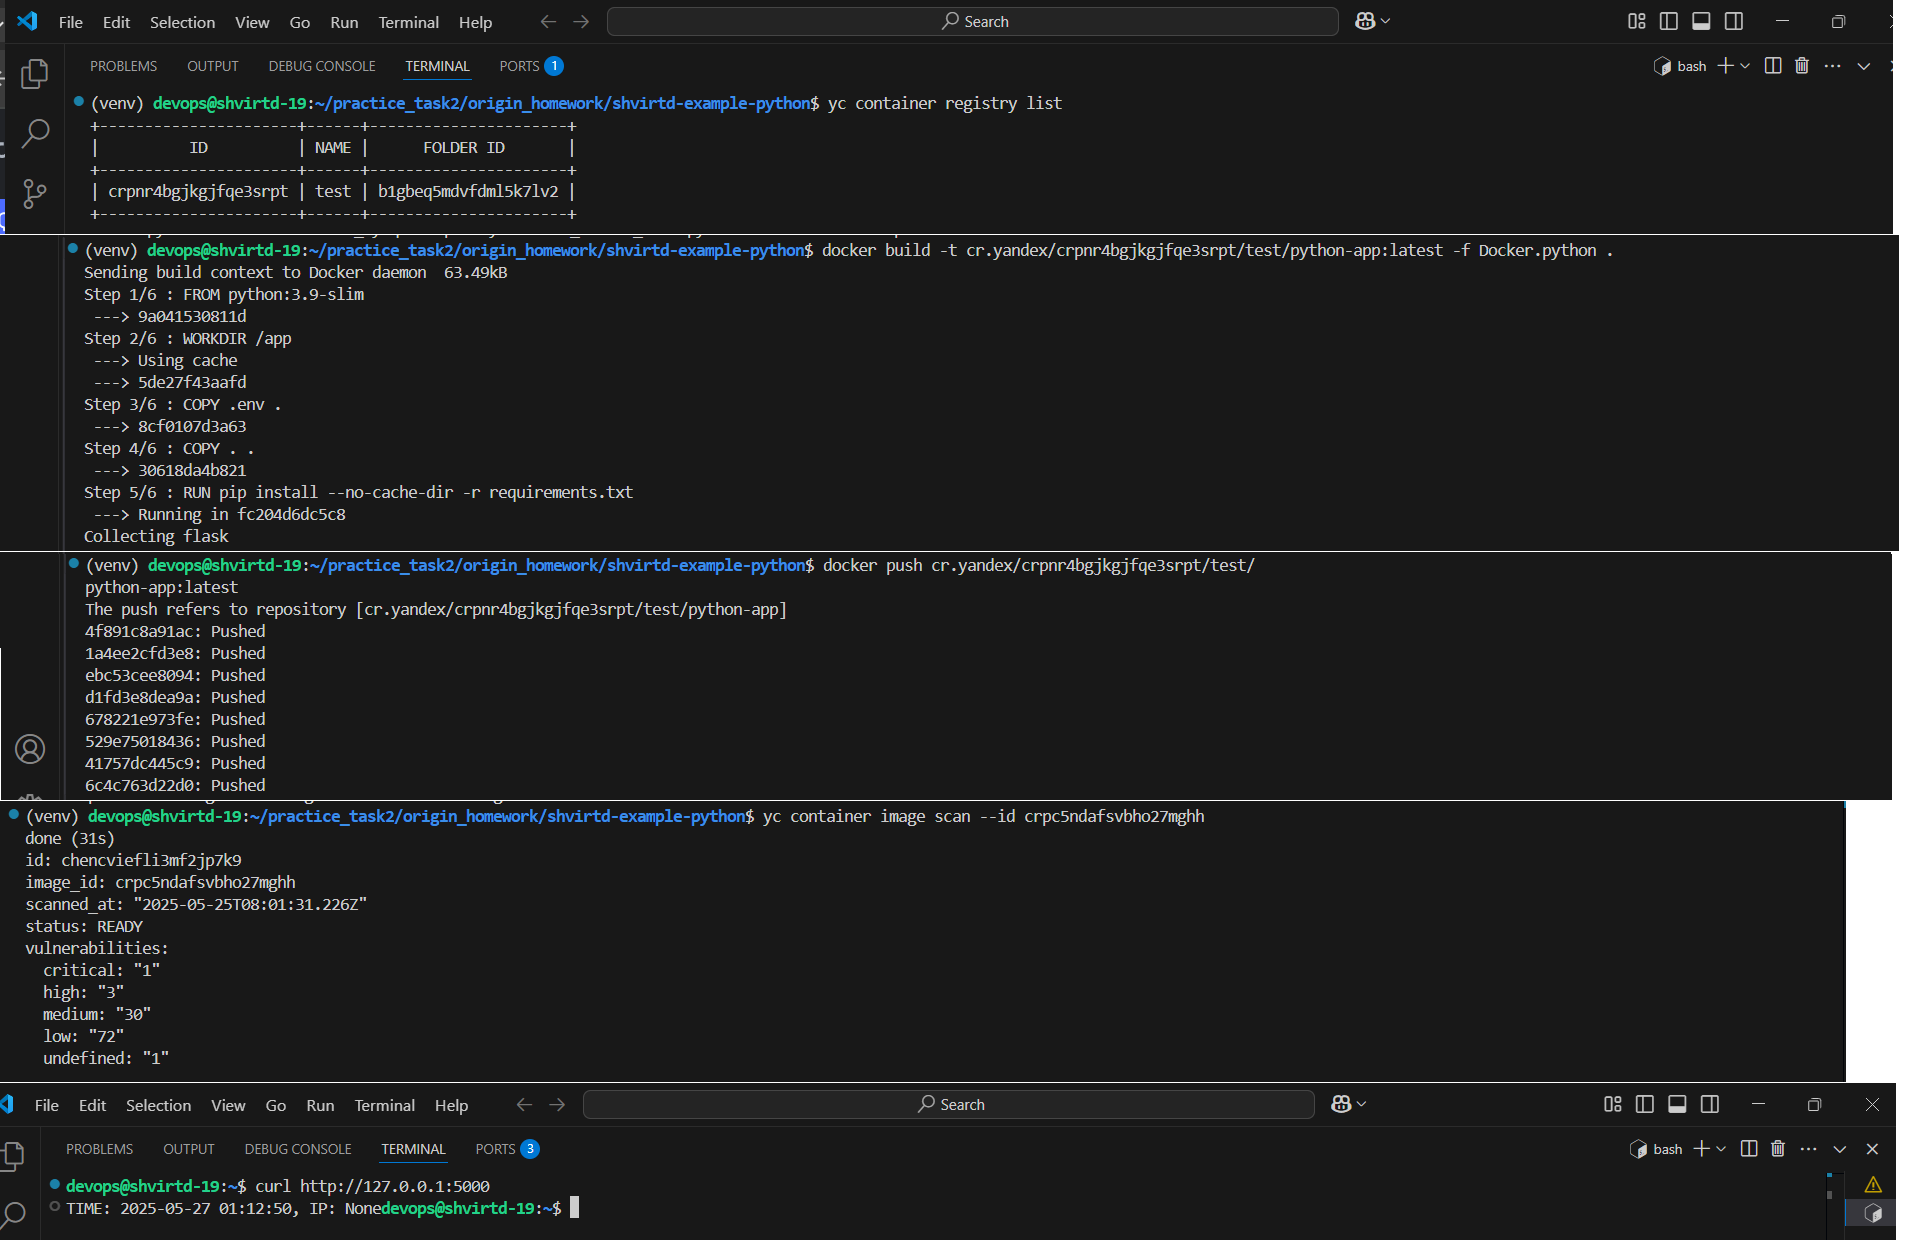 File Edit Selection View Go Run Terminal Help Search
PROBLEMS OUTPUT DEBUG CONSOLE TERMINAL PORTS 1 bash
(venv) devops@shvirtd-19:~/practice_task2/origin_homework/shvirtd-example-python$ yc container registry list
+----------------------+------+----------------------+
| ID | NAME | FOLDER ID |
+----------------------+------+----------------------+
| crpnr4bgjkgjfqe3srpt | test | b1gbeq5mdvfdml5k7lv2 |
+----------------------+------+----------------------+
(venv) devops@shvirtd-19:~/practice_task2/origin_homework/shvirtd-example-python$ docker build -t cr.yandex/crpnr4bgjkgjfqe3srpt/test/python-app:latest -f Docker.python .
Sending build context to Docker daemon 63.49kB
Step 1/6 : FROM python:3.9-slim
---> 9a041530811d
Step 2/6 : WORKDIR /app
---> Using cache
---> 5de27f43aafd
Step 3/6 : COPY .env .
---> 8cf0107d3a63
Step 4/6 : COPY . .
---> 30618da4b821
Step 5/6 : RUN pip install --no-cache-dir -r requirements.txt
---> Running in fc204d6dc5c8
Collecting flask
(venv) devops@shvirtd-19:~/practice_task2/origin_homework/shvirtd-example-python$ docker push cr.yandex/crpnr4bgjkgjfqe3srpt/test/
python-app:latest
The push refers to repository [cr.yandex/crpnr4bgjkgjfqe3srpt/test/python-app]
4f891c8a91ac: Pushed
1a4ee2cfd3e8: Pushed
ebc53cee8094: Pushed
d1fd3e8dea9a: Pushed
678221e973fe: Pushed
529e75018436: Pushed
41757dc445c9: Pushed
6c4c763d22d0: Pushed
(venv) devops@shvirtd-19:~/practice_task2/origin_homework/shvirtd-example-python$ yc container image scan --id crpc5ndafsvbho27mghh
done (31s)
id: chencviefli3mf2jp7k9
image_id: crpc5ndafsvbho27mghh
scanned_at: "2025-05-25T08:01:31.226Z"
status: READY
vulnerabilities:
critical: "1"
high: "3"
medium: "30"
low: "72"
undefined: "1"
File Edit Selection View Go Run Terminal Help Search
PROBLEMS OUTPUT DEBUG CONSOLE TERMINAL PORTS 3 bash
devops@shvirtd-19:~$ curl http://127.0.0.1:5000
TIME: 2025-05-27 01:12:50, IP: Nonedevops@shvirtd-19:~$